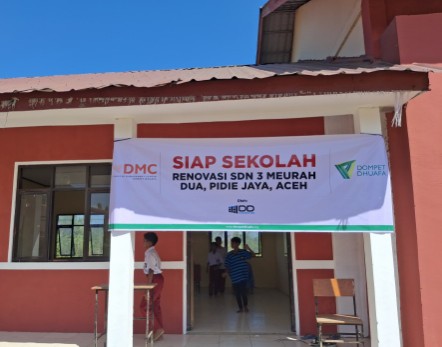 DMC
SIAP SEKOLAH
RENOVASI SDN 3 MEURAH
DUA, PIDIE JAYA, ACEH
DOMPET
DHUAFA